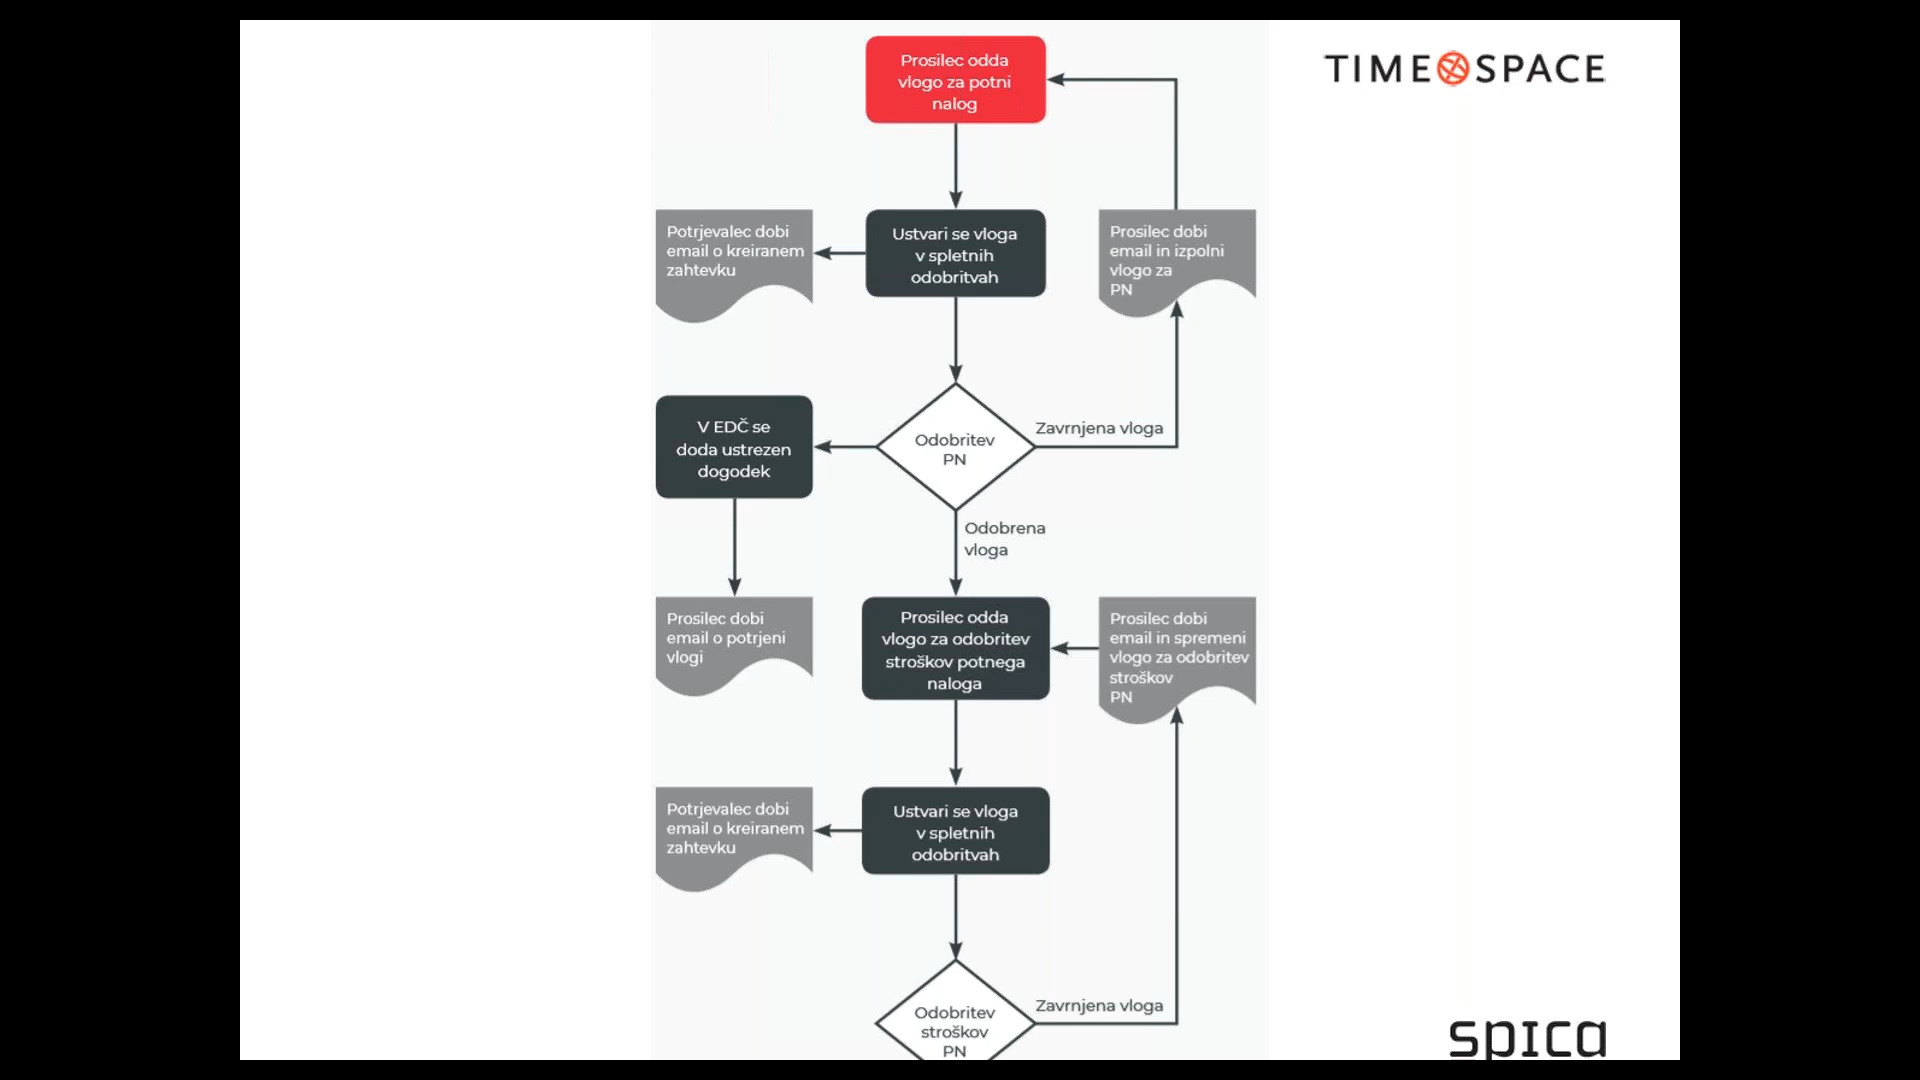 Prosilec odda
vlogo za potni
nalog
TIME SPACE
Potrjevalec dobi
email o kreiranem
zahtevku
Ustvari se vloga
v spletnih
odobritvah
Prosilec dobi
email in izpolni
vlogo za
PN
V EDČ se
doda ustrezen
dogodek
Odobritev
PN
Zavrnjena vloga
Odobrena
vloga
Prosilec dobi
email o potrjeni
vlogi
Prosilec odda
vlogo za odobritev
stroškov potnega
naloga
Prosilec dobi
email in spremeni
vlogo za odobritev
stroškov
PN
Potrjevalec dobi
email o kreiranem
zahtevku
Ustvari se vloga
v spletnih
odobritvah
Odobritev
stroškov
PN
Zavrnjena vloga
spica